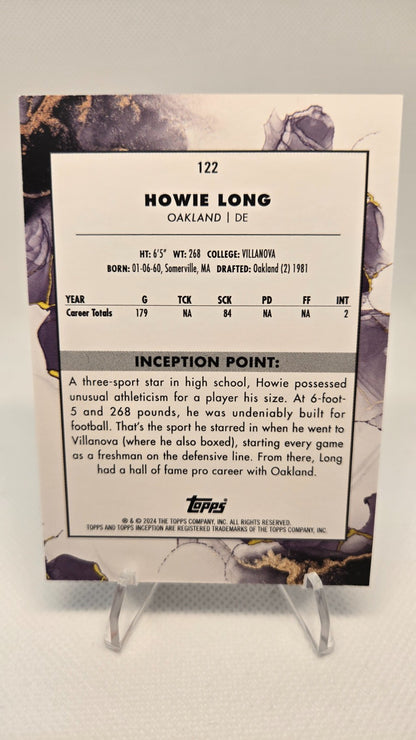 122
HOWIE LONG
OAKLAND | DE
HT: 6'5" WT: 268 COLLEGE: VILLANOVA
BORN: 01-06-60, Somerville, MA DRAFTED: Oakland (2) 1981
YEAR G TCK SCK PD FF INT
Career Totals 179 NA 84 NA NA 2
INCEPTION POINT:
A three-sport star in high school, Howie possessed
unusual athleticism for a player his size. At 6-foot-
5 and 268 pounds, he was undeniably built for
football. That's the sport he starred in when he went to
Villanova (where he also boxed), starting every game
as a freshman on the defensive line. From there, Long
had a hall of fame pro career with Oakland.
topps®
® & © 2024 THE TOPPS COMPANY, INC. ALL RIGHTS RESERVED.
TOPPS AND TOPPS INCEPTION ARE REGISTERED TRADEMARKS OF THE TOPPS COMPANY, INC.